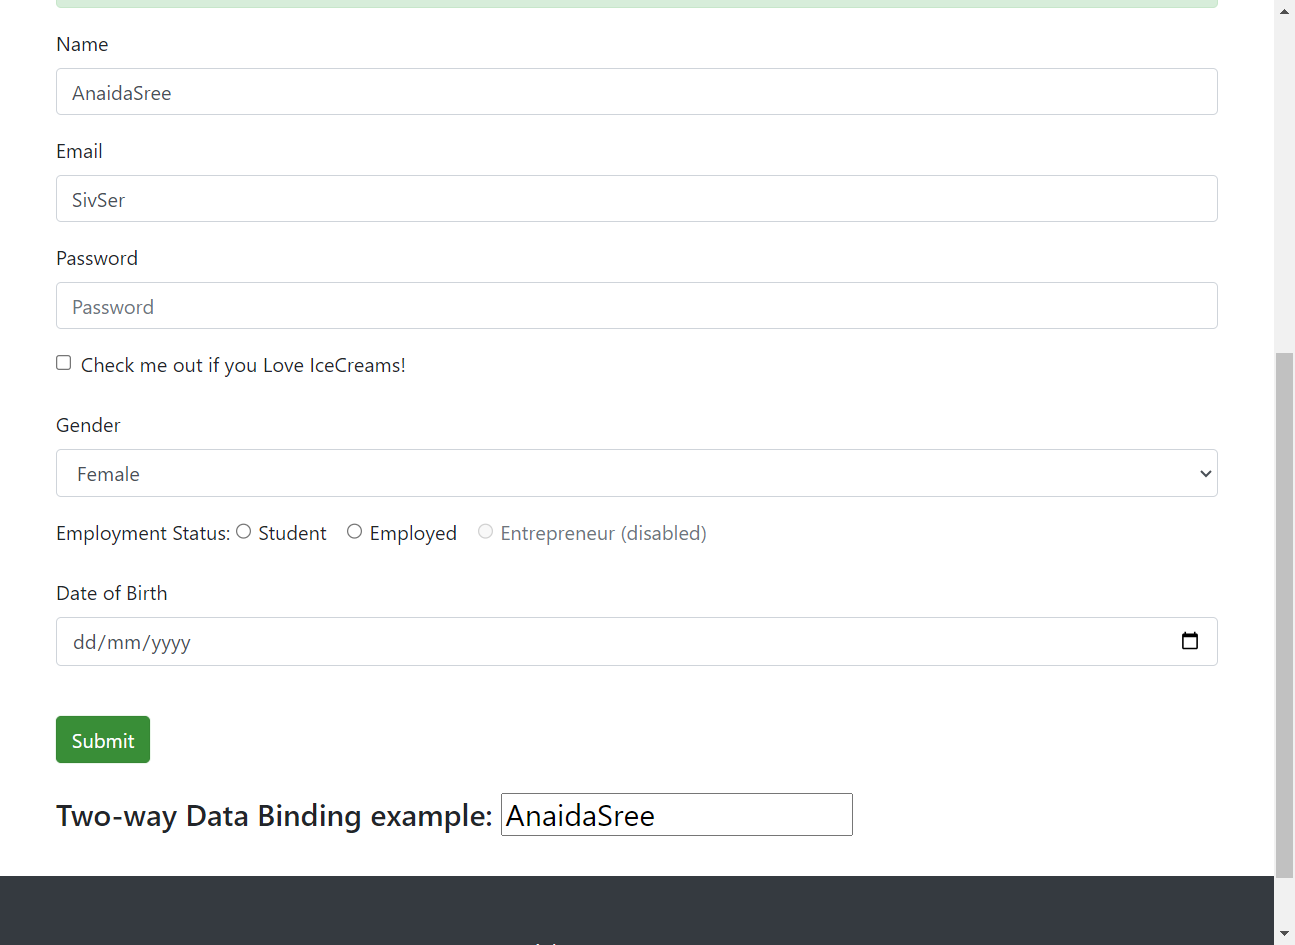 Name
AnaidaSree
Email
SivSer
Password
Password
Check me out if you Love IceCreams!
Gender
Female
Employment Status: Student Employed Entrepreneur (disabled)
Date of Birth
dd/mm/yyyy
Submit
Two-way Data Binding example: AnaidaSree